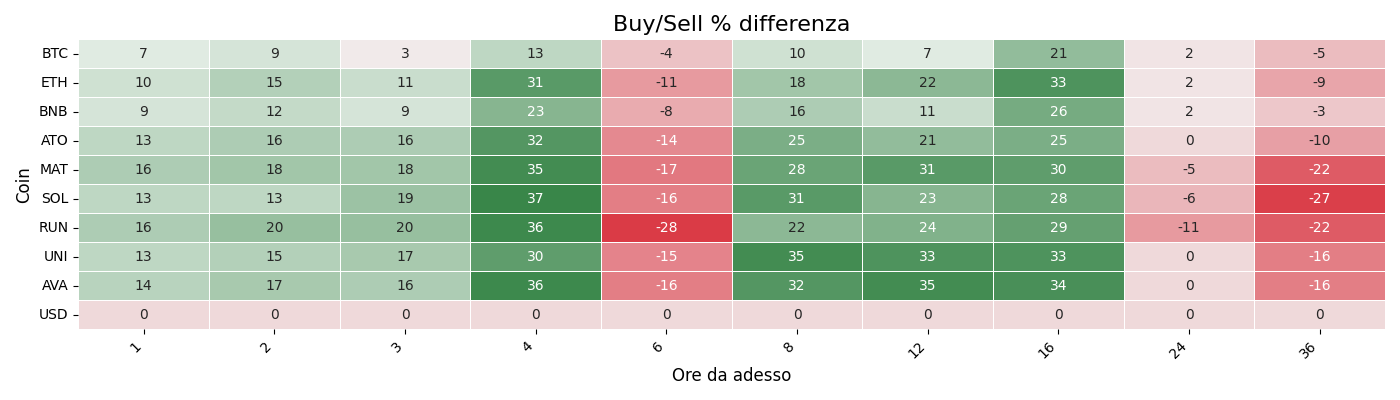 Buy/Sell % differenza
Coin
BTC 7 9 3 13 -4 10 7 21 2 -5
ETH 10 15 11 31 -11 18 22 33 2 -9
BNB 9 12 9 23 -8 16 11 26 2 -3
ATO 13 16 16 32 -14 25 21 25 0 -10
MAT 16 18 18 35 -17 28 31 30 -5 -22
SOL 13 13 19 37 -16 31 23 28 -6 -27
RUN 16 20 20 36 -28 22 24 29 -11 -22
UNI 13 15 17 30 -15 35 33 33 0 -16
AVA 14 17 16 36 -16 32 35 34 0 -16
USD 0 0 0 0 0 0 0 0 0 0
1 2 3 4 6 8 12 16 24 36
Ore da adesso